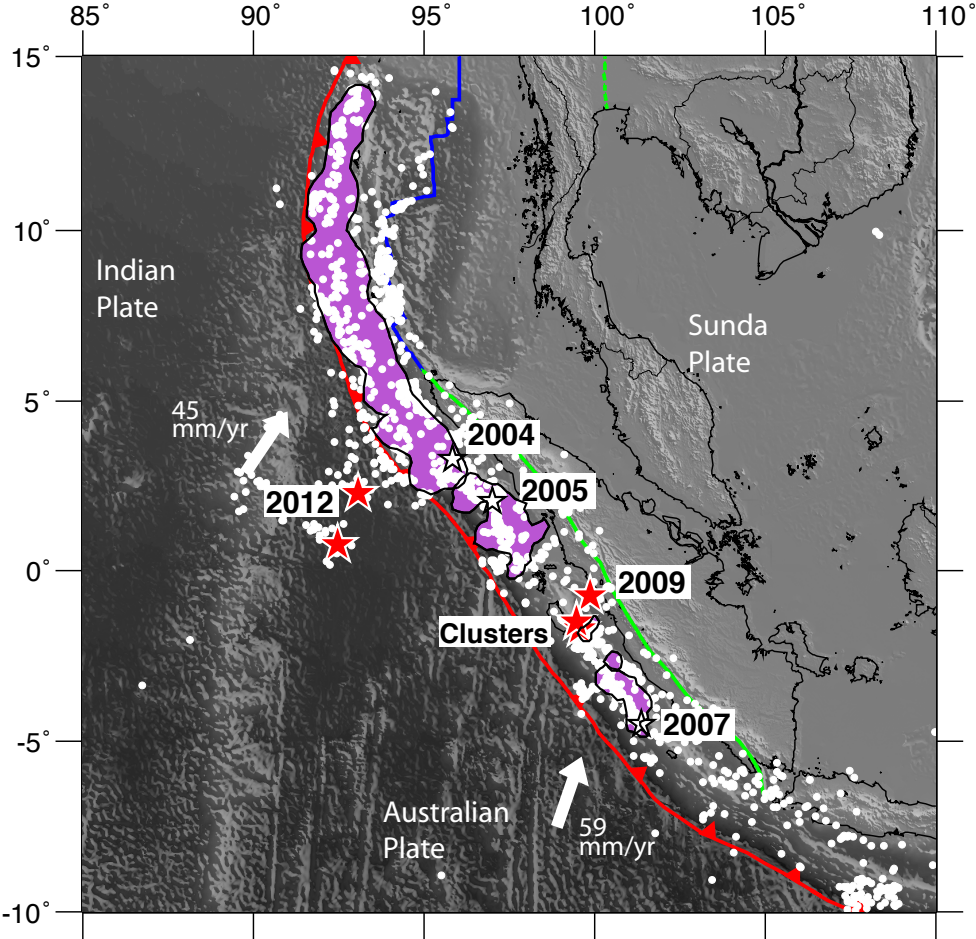 85˚ 90˚ 95˚ 100˚ 105˚ 110˚
15˚
10˚
Indian
Plate
Sunda
Plate
5˚
45
mm/yr
2004
2005
2012
0˚
2009
Clusters
2007
-5˚
Australian
Plate
59
mm/yr
-10˚